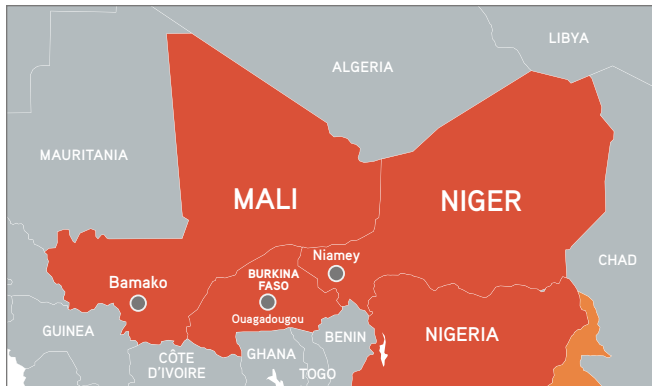 LIBYA
ALGERIA
MAURITANIA
MALI
NIGER
Niamey
CHAD
BURKINA
FASO
Bamako
Ouagadougou
GUINEA
BENIN
NIGERIA
CÔTE
D'IVOIRE
GHANA
TOGO